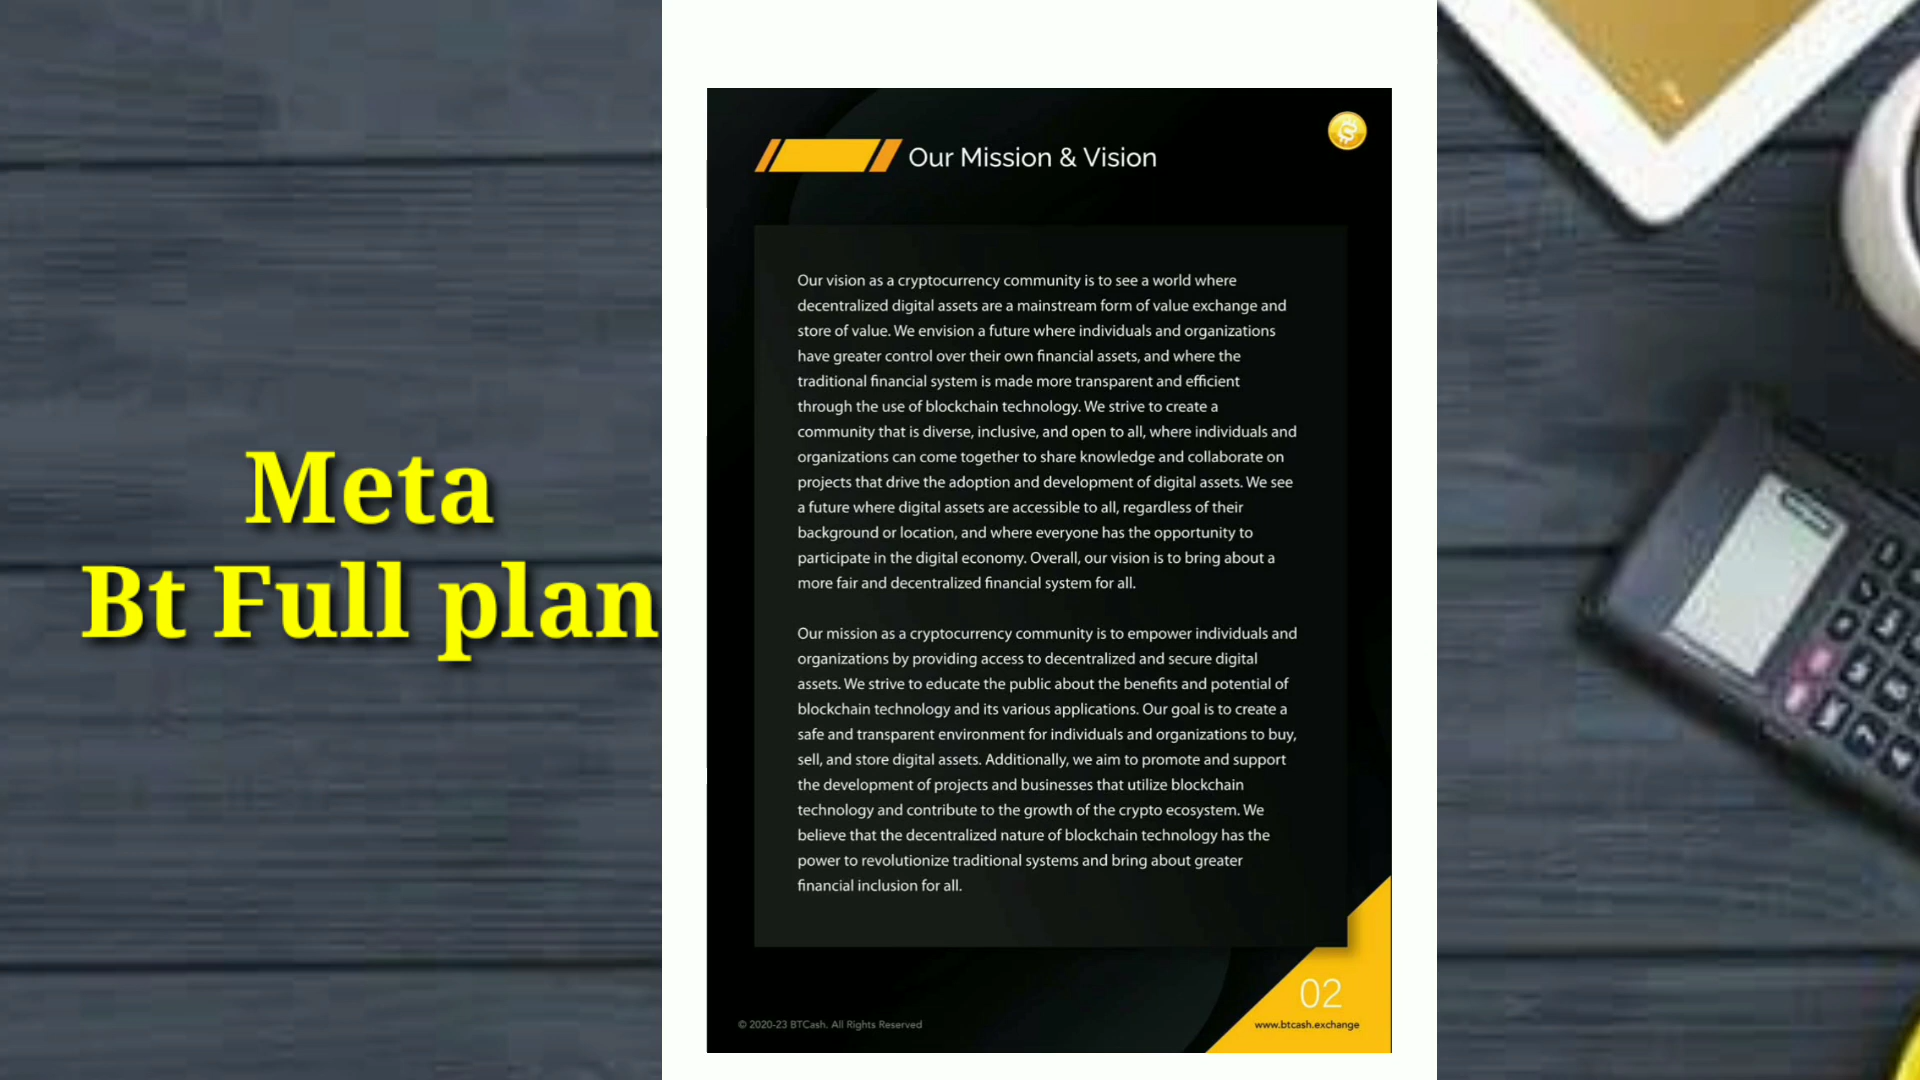 Meta
Bt Full plan
Our Mission & Vision
Our vision as a cryptocurrency community is to see a world where
decentralized digital assets are a mainstream form of value exchange and
store of value. We envision a future where individuals and organizations
have greater control over their own financial assets, and where the
traditional financial system is made more transparent and efficient
through the use of blockchain technology. We strive to create a
community that is diverse, inclusive, and open to all, where individuals and
organizations can come together to share knowledge and collaborate on
projects that drive the adoption and development of digital assets. We see
a future where digital assets are accessible to all, regardless of their
background or location, and where everyone has the opportunity to
participate in the digital economy. Overall, our vision is to bring about a
more fair and decentralized financial system for all.
Our mission as a cryptocurrency community is to empower individuals and
organizations by providing access to decentralized and secure digital
assets. We strive to educate the public about the benefits and potential of
blockchain technology and its various applications. Our goal is to create a
safe and transparent environment for individuals and organizations to buy,
sell, and store digital assets. Additionally, we aim to promote and support
the development of projects and businesses that utilize blockchain
technology and contribute to the growth of the crypto ecosystem. We
believe that the decentralized nature of blockchain technology has the
power to revolutionize traditional systems and bring about greater
financial inclusion for all.
02
© 2020-23 BTCash. All Rights Reserved
www.btcash.exchange